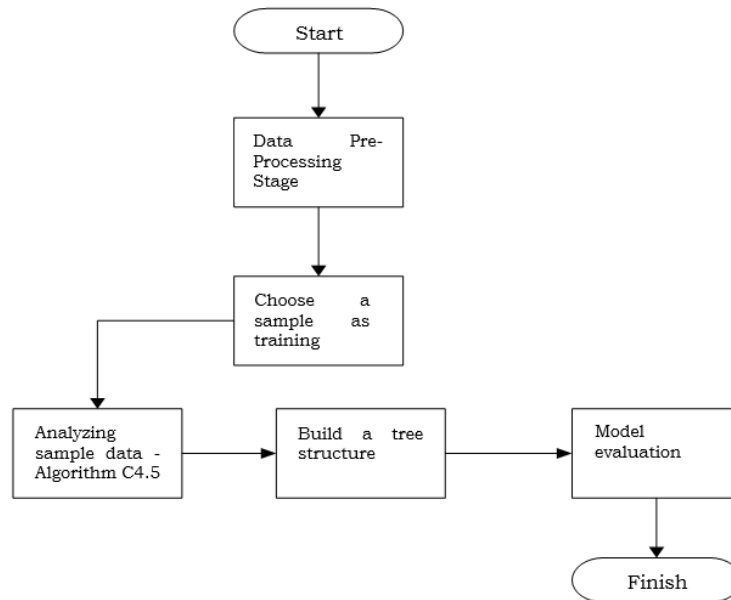 Start
Data Pre-
Processing
Stage
Choose a
sample as
training
Analyzing
sample data -
Algorithm C4.5
Build a tree
structure
Model
evaluation
Finish